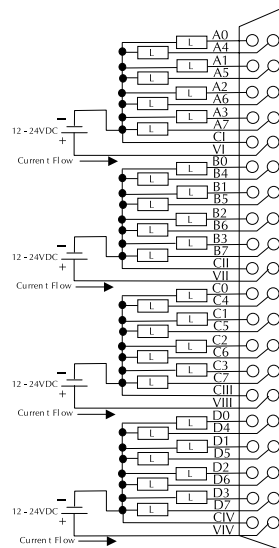 L A0
L A4
L A1
L A5
L A2
L A6
L A3
L A7
− 12 - 24VDC +
CI
VI
Current Flow
L B0
L B4
L B1
L B5
L B2
L B6
L B3
L B7
− 12 - 24VDC +
CII
VII
Current Flow
L C0
L C4
L C1
L C5
L C2
L C6
L C3
L C7
− 12 - 24VDC +
CIII
VIII
Current Flow
L D0
L D4
L D1
L D5
L D2
L D6
L D3
L D7
− 12 - 24VDC +
CIV
VIV
Current Flow